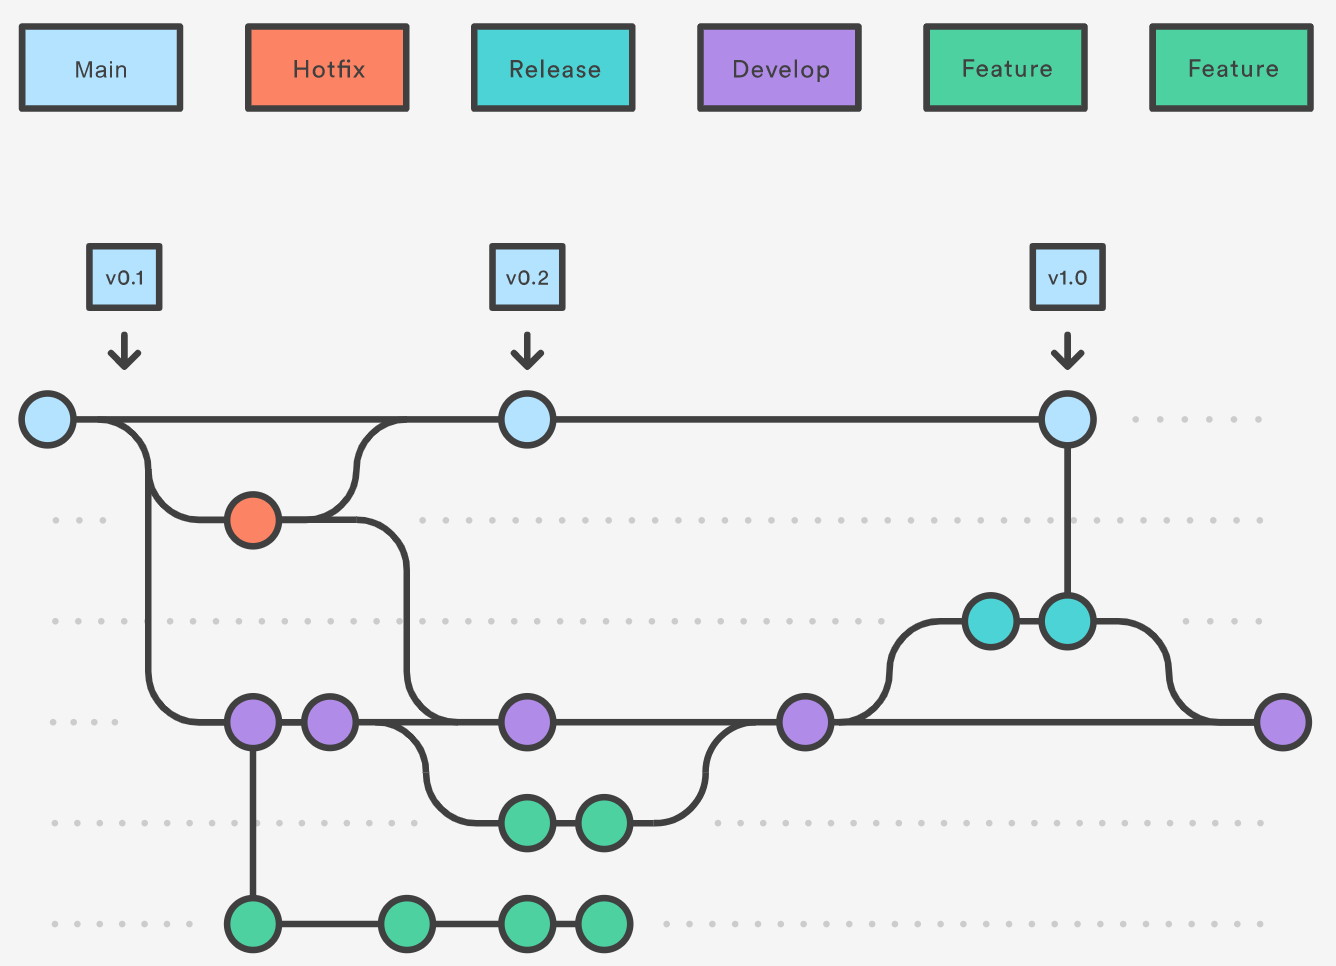 Main
Hotfix
Release
Develop
Feature
Feature
v0.1
v0.2
v1.0